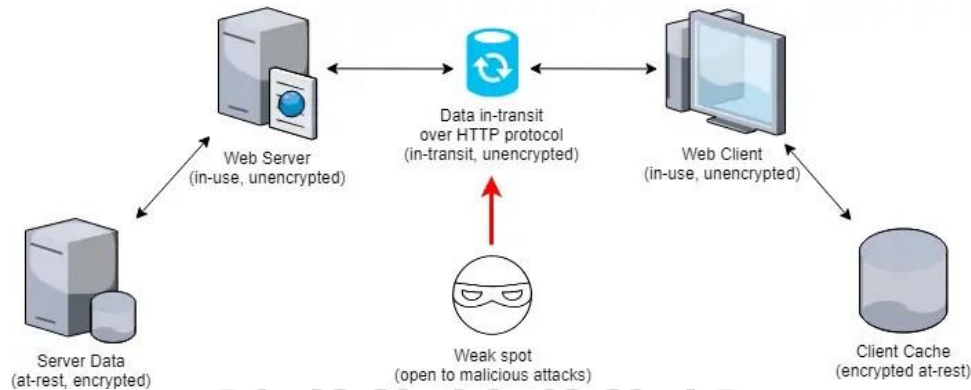 Data in-transit
over HTTP protocol
(in-transit, unencrypted)
Web Server
(in-use, unencrypted)
Web Client
(in-use, unencrypted)
Server Data
(at-rest, encrypted)
Weak spot
(open to malicious attacks)
Client Cache
(encrypted at-rest)